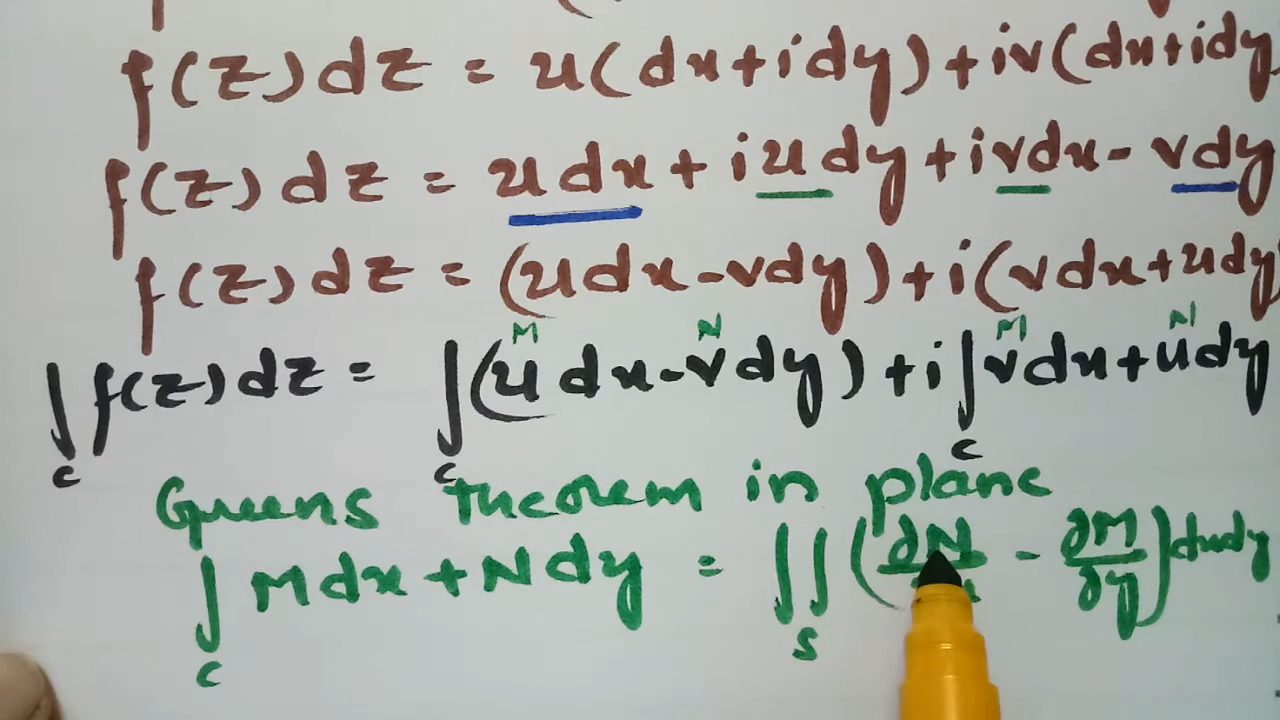 f(z)dz = u(dx+idy)+iv(dx+idy
f(z)dz = udx+iudy+ivdx-vdy
f(z)dz = (udx-vdy)+i(vdx+udy
M N M N
∫c f(z)dz = ∫c (udx-vdy)+i∫c vdx+udy
Greens theorem in plane
∫c Mdx+Ndy = ∬s (∂N/∂x - ∂M/∂y)dxdy